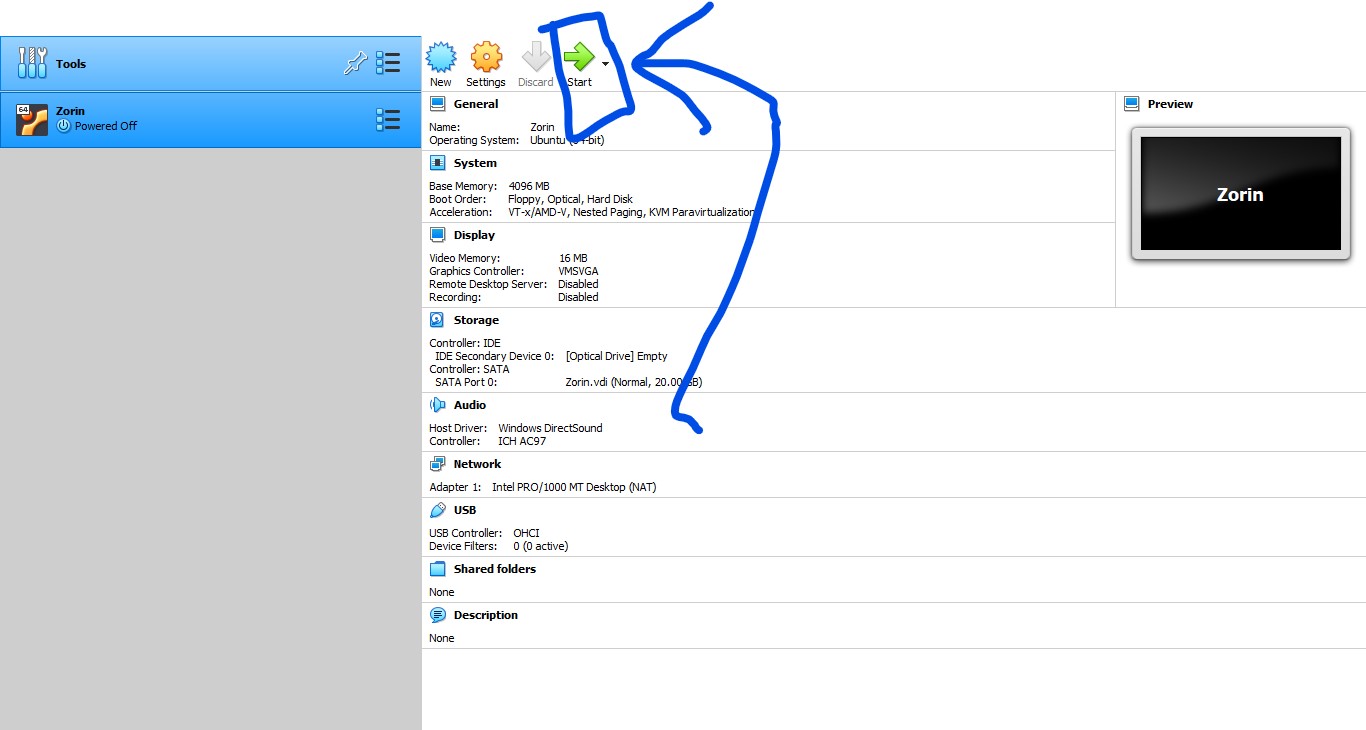 Tools
New Settings Discard Start
64
Zorin
Powered Off
General
Name: Zorin
Operating System: Ubuntu (64-bit)
System
Base Memory: 4096 MB
Boot Order: Floppy, Optical, Hard Disk
Acceleration: VT-x/AMD-V, Nested Paging, KVM Paravirtualization
Display
Video Memory: 16 MB
Graphics Controller: VMSVGA
Remote Desktop Server: Disabled
Recording: Disabled
Storage
Controller: IDE
IDE Secondary Device 0: [Optical Drive] Empty
Controller: SATA
SATA Port 0: Zorin.vdi (Normal, 20.00 GB)
Audio
Host Driver: Windows DirectSound
Controller: ICH AC97
Network
Adapter 1: Intel PRO/1000 MT Desktop (NAT)
USB
USB Controller: OHCI
Device Filters: 0 (0 active)
Shared folders
None
Description
None
Preview
Zorin